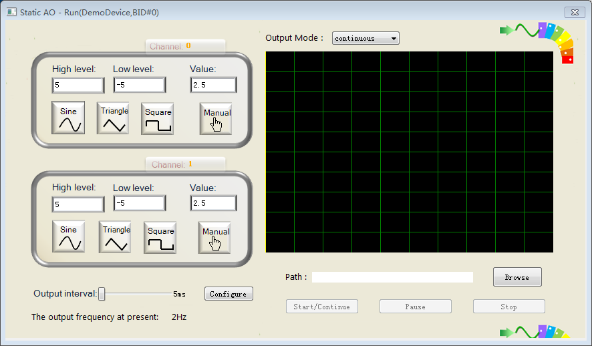 Static AO - Run(DemoDevice,BID#0)
Channel: 0
High level: Low level: Value:
5 -5 2.5
Sine Triangle Square Manual
Channel: 1
High level: Low level: Value:
5 -5 2.5
Sine Triangle Square Manual
Output interval: 5ms Configure
The output frequency at present: 2Hz
Output Mode : continuous
Path : Browse
Start/Continue Pause Stop